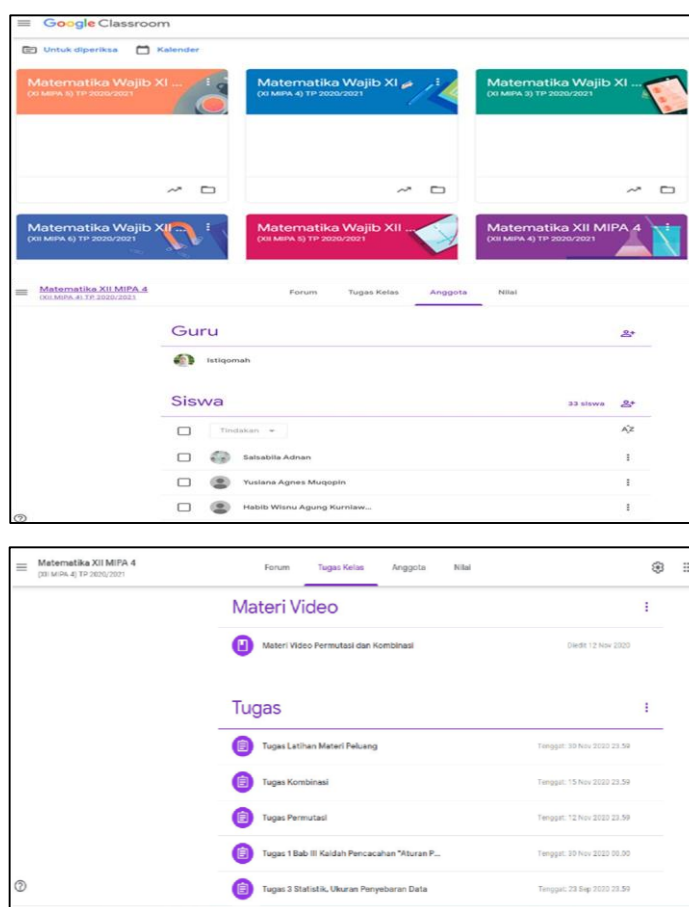 Google Classroom
Untuk diperiksa Kalender
Matematika Wajib XI ... Matematika Wajib XI ... Matematika Wajib XI ...
(XI MIPA 5) TP 2020/2021 (XI MIPA 4) TP 2020/2021 (XI MIPA 3) TP 2020/2021
Matematika Wajib XII ... Matematika Wajib XII ... Matematika XII MIPA 4
(XII MIPA 6) TP 2020/2021 (XII MIPA 5) TP 2020/2021 (XII MIPA 4) TP 2020/2021
Matematika XII MIPA 4 Forum Tugas Kelas Anggota Nilai
(XII MIPA 4) TP 2020/2021
Guru
Istiqomah
Siswa 33 siswa
Tindakan
Salsabila Adnan
Yusiana Agnes Muqopin
Habib Wisnu Agung Kurniaw...
Matematika XII MIPA 4 Forum Tugas Kelas Anggota Nilai
(XII MIPA 4) TP 2020/2021
Materi Video
Materi Video Permutasi dan Kombinasi Diedit 12 Nov 2020
Tugas
Tugas Latihan Materi Peluang Tenggat: 30 Nov 2020 23.59
Tugas Kombinasi Tenggat: 15 Nov 2020 23.59
Tugas Permutasi Tenggat: 12 Nov 2020 23.59
Tugas 1 Bab III Kaidah Pencacahan "Aturan P... Tenggat: Nov 2020
Tugas 3 Statistik, Ukuran Penyebaran Data Tenggat: 23 Sep 2020 23.59